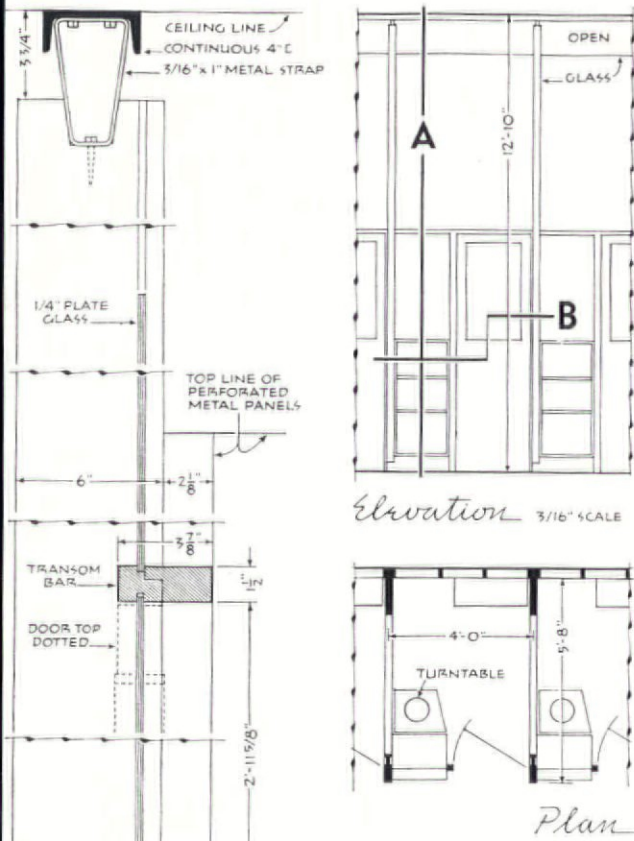 3 3/4"
CEILING LINE
CONTINUOUS 4" [
3/16" x 1" METAL STRAP
1/4" PLATE
GLASS
TOP LINE OF
PERFORATED
METAL PANELS
6"
2 1/8"
3 7/8"
TRANSOM
BAR
1 1/2"
DOOR TOP
DOTTED
2'-11 5/8"
OPEN
GLASS
A
12'-10"
B
Elevation 3/16" SCALE
4'-0"
5'-8"
TURNTABLE
Plan